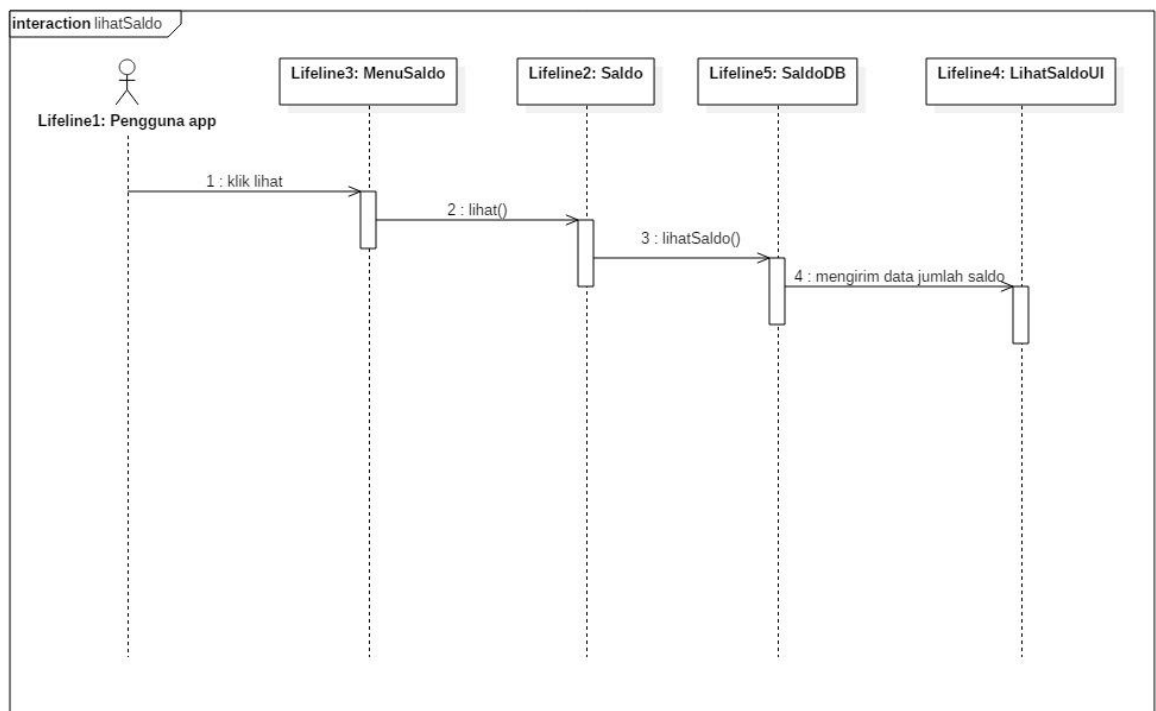 interaction lihatSaldo
Lifeline3: MenuSaldo
Lifeline2: Saldo
Lifeline5: SaldoDB
Lifeline4: LihatSaldoUI
Lifeline1: Pengguna app
1 : klik lihat
2 : lihat()
3 : lihatSaldo()
4 : mengirim data jumlah saldo